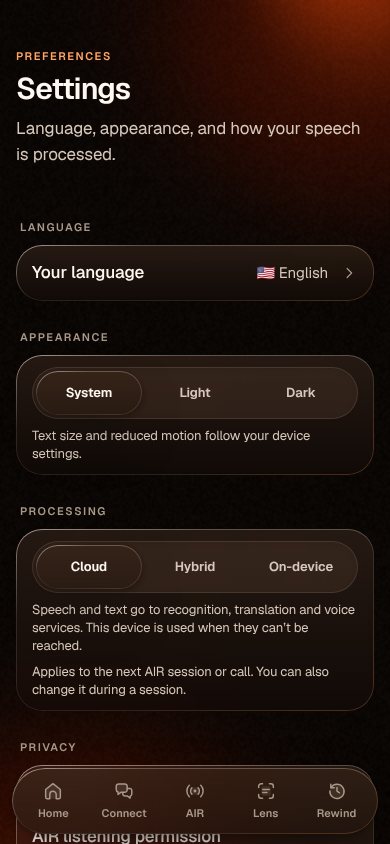 PREFERENCES
Settings
Language, appearance, and how your speech
is processed.
LANGUAGE
Your language
English
APPEARANCE
System
Light
Dark
Text size and reduced motion follow your device
settings.
PROCESSING
Cloud
Hybrid
On-device
Speech and text go to recognition, translation and voice
services. This device is used when they can't be
reached.
Applies to the next AIR session or call. You can also
change it during a session.
PRIVACY
Home
Connect
AIR
Lens
Rewind
AIR listening permission